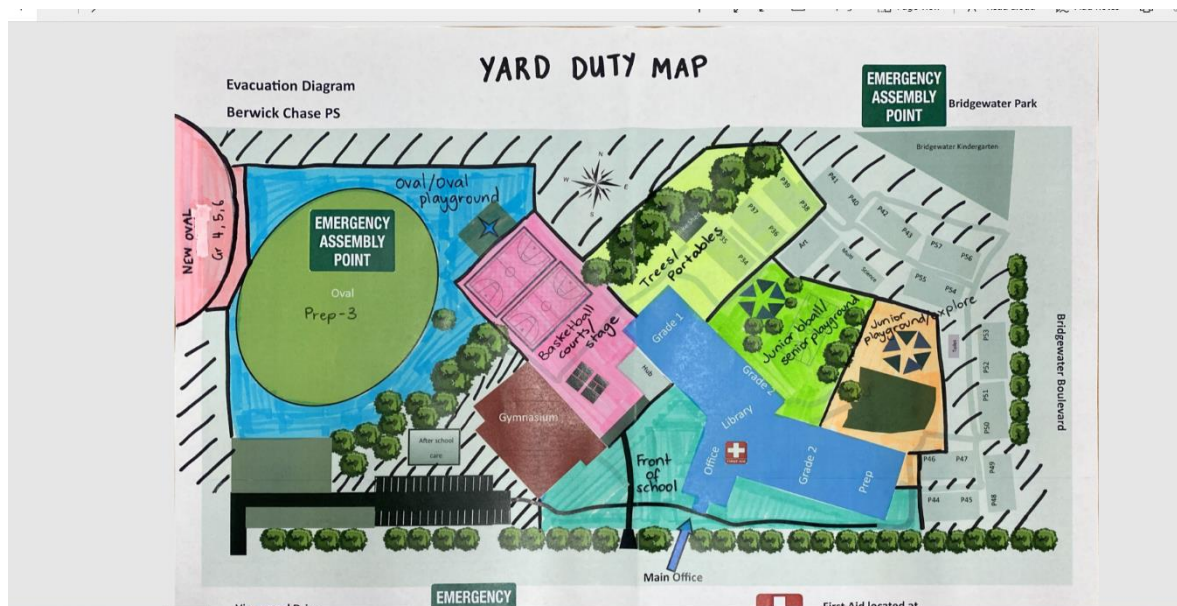 YARD DUTY MAP
Evacuation Diagram
Berwick Chase PS
EMERGENCY
ASSEMBLY
POINT
Bridgewater Park
Bridgewater Kindergarten
NEW OVAL
Gr 4,5,6
oval/oval
playground
EMERGENCY
ASSEMBLY
POINT
Oval
Prep-3
N
E
S
W
P39
P38
P37
P36
P35
P34
Trees/
Portables
P41
P40
P42
P43
P57
P56
P55
P54
Art
Multi
Science
Basketball
courts/
stage
Grade 1
Hub
Junior bball/
senior playground
Junior
playground/explore
Toilet
P53
P52
P51
P50
Bridgewater Boulevard
Gymnasium
After school
care
Grade 2
Library
Office
Front
of
school
Grade 2
Prep
P46
P47
P49
P44
P45
P48
Main Office
EMERGENCY
First Aid located at